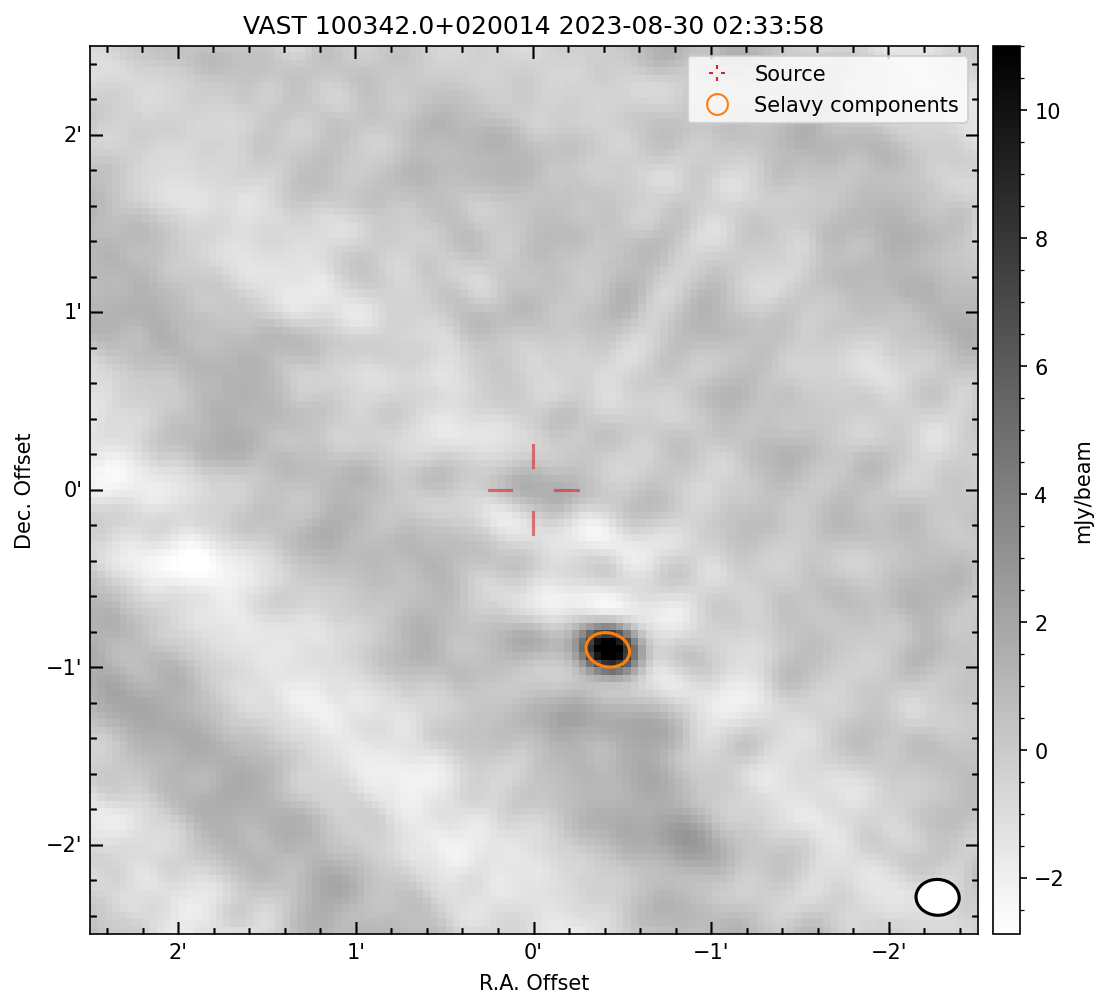 VAST 100342.0+020014 2023-08-30 02:33:58
Source
Selavy components
2'
1'
0'
−1'
−2'
Dec. Offset
2'
1'
0'
−1'
−2'
R.A. Offset
10
8
6
4
2
0
−2
mJy/beam